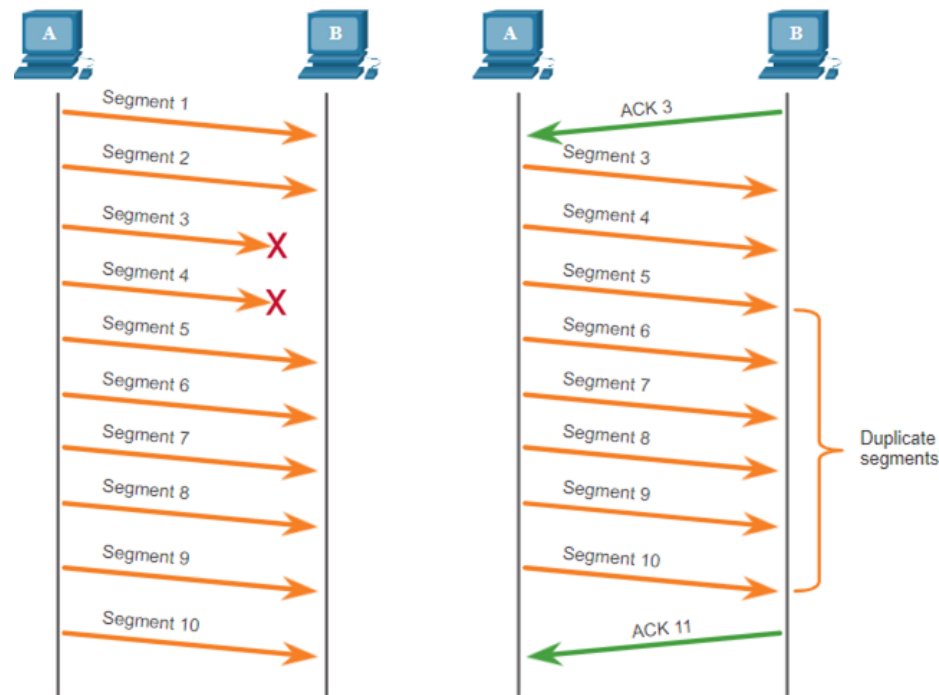 A
B
Segment 1
Segment 2
Segment 3
X
Segment 4
X
Segment 5
Segment 6
Segment 7
Segment 8
Segment 9
Segment 10
A
B
ACK 3
Segment 3
Segment 4
Segment 5
Segment 6
Segment 7
Segment 8
Segment 9
Segment 10
ACK 11
Duplicate
segments